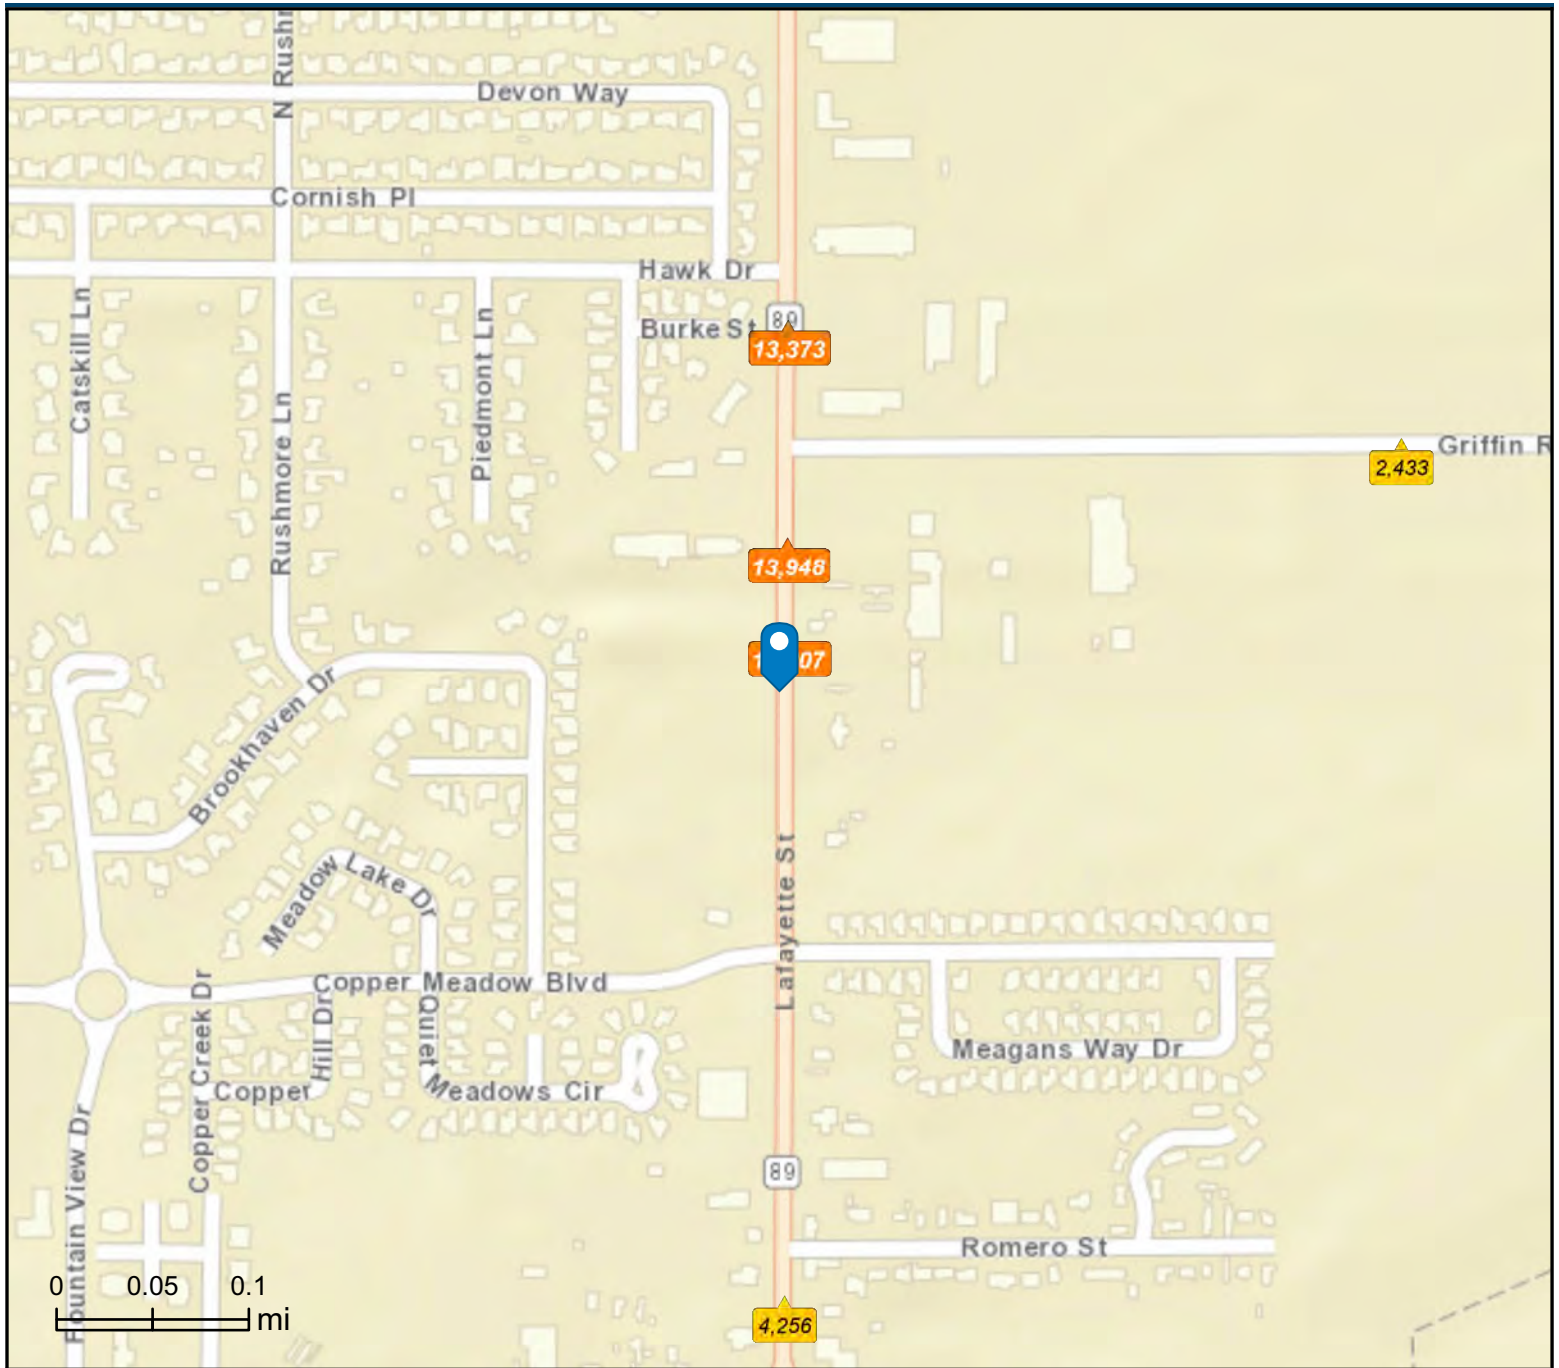 N Rushr
Devon Way
Cornish Pl
Hawk Dr
Burke St
89
13,373
Catskill Ln
Rushmore Ln
Piedmont Ln
Griffin R
2,433
13,948
07
Brookhaven Dr
Lafayette St
Meadow Lake Dr
Copper Meadow Blvd
Copper Creek Dr
Hill Dr
Quiet
Copper
Meadows Cir
Meagans Way Dr
Fountain View Dr
89
Romero St
0 0.05 0.1
mi
4,256